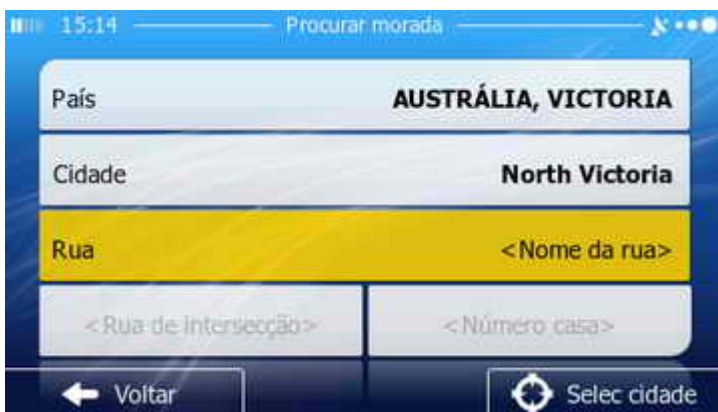 15:14 Procurar morada
País AUSTRÁLIA, VICTORIA
Cidade North Victoria
Rua <Nome da rua>
<Rua de intersecção> <Número casa>
Voltar Selec cidade